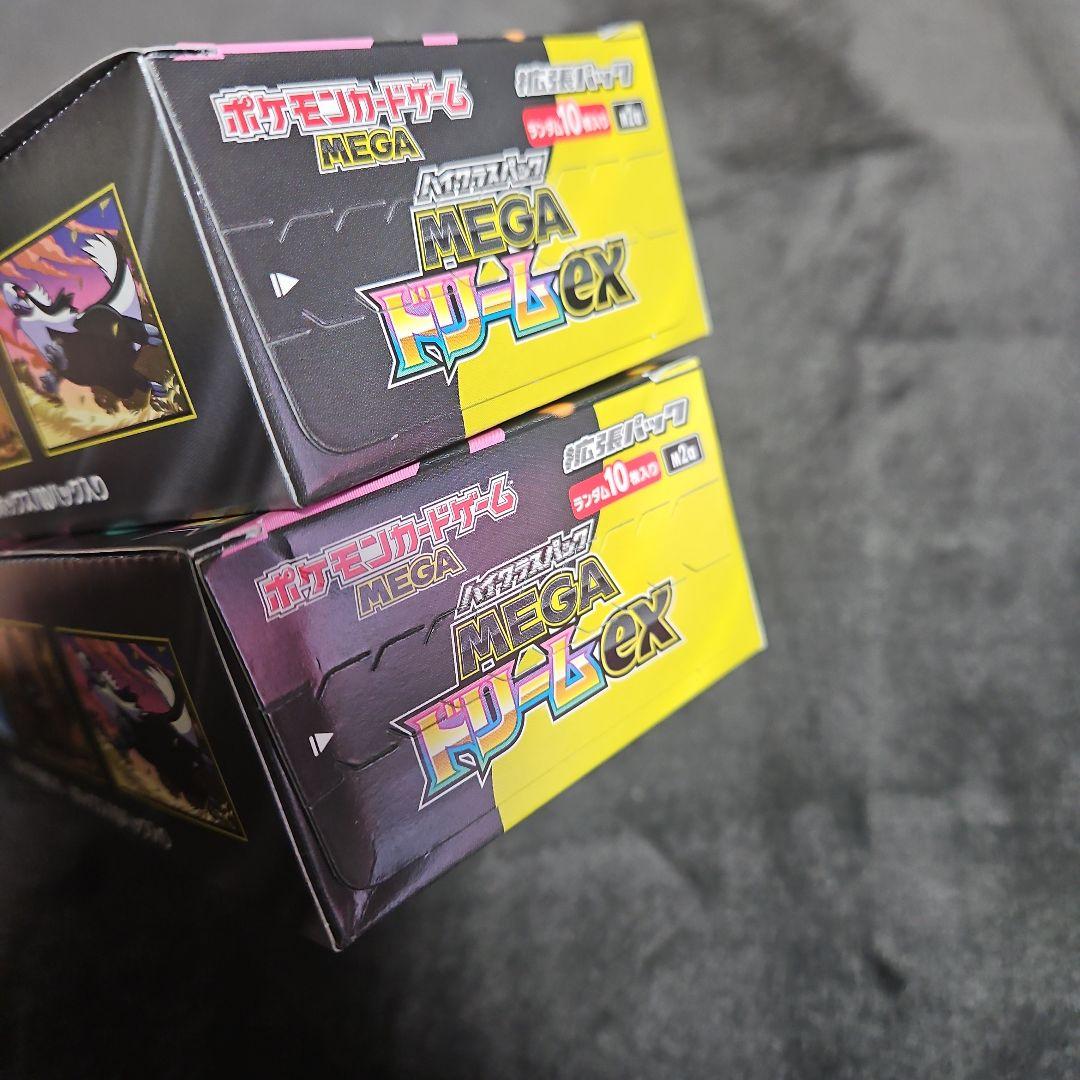 ポケモンカードゲーム
MEGA
拡張パック
ランダム10枚入り
M2a
ハイクラスパック
MEGA
ドリームex
ポケモンカードゲーム
MEGA
拡張パック
ランダム10枚入り
M2a
ハイクラスパック
MEGA
ドリームex